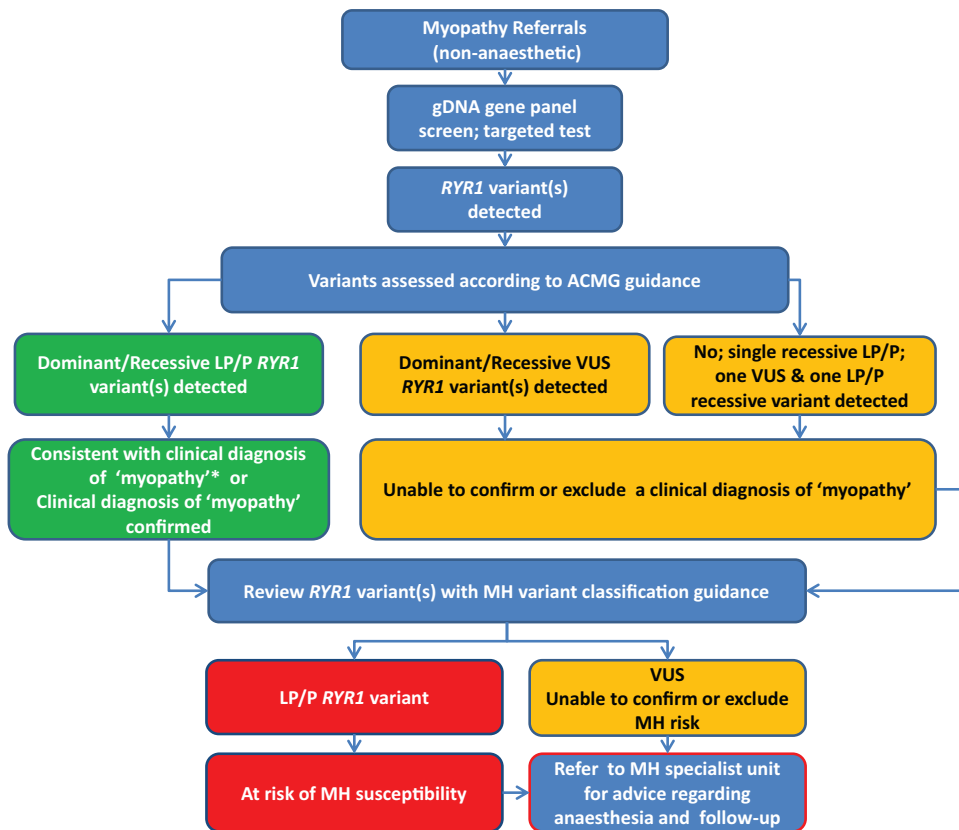 Myopathy Referrals
(non-anaesthetic)
gDNA gene panel
screen; targeted test
RYR1 variant(s)
detected
Variants assessed according to ACMG guidance
Dominant/Recessive LP/P RYR1
variant(s) detected
Dominant/Recessive VUS
RYR1 variant(s) detected
No; single recessive LP/P;
one VUS & one LP/P
recessive variant detected
Consistent with clinical diagnosis
of ‘myopathy’* or
Clinical diagnosis of ‘myopathy’
confirmed
Unable to confirm or exclude a clinical diagnosis of ‘myopathy’
Review RYR1 variant(s) with MH variant classification guidance
LP/P RYR1 variant
VUS
Unable to confirm or exclude
MH risk
At risk of MH susceptibility
Refer to MH specialist unit
for advice regarding
anaesthesia and follow-up